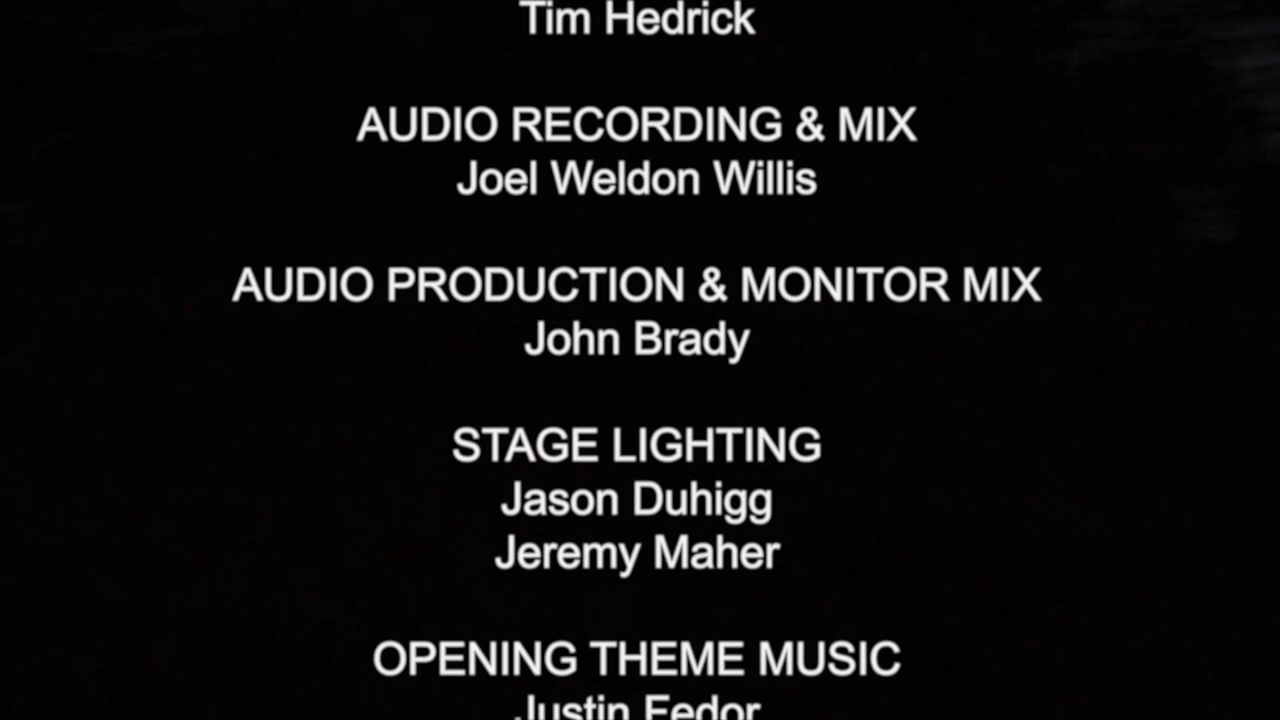 Tim Hedrick
AUDIO RECORDING & MIX
Joel Weldon Willis
AUDIO PRODUCTION & MONITOR MIX
John Brady
STAGE LIGHTING
Jason Duhigg
Jeremy Maher
OPENING THEME MUSIC
Justin Fedor